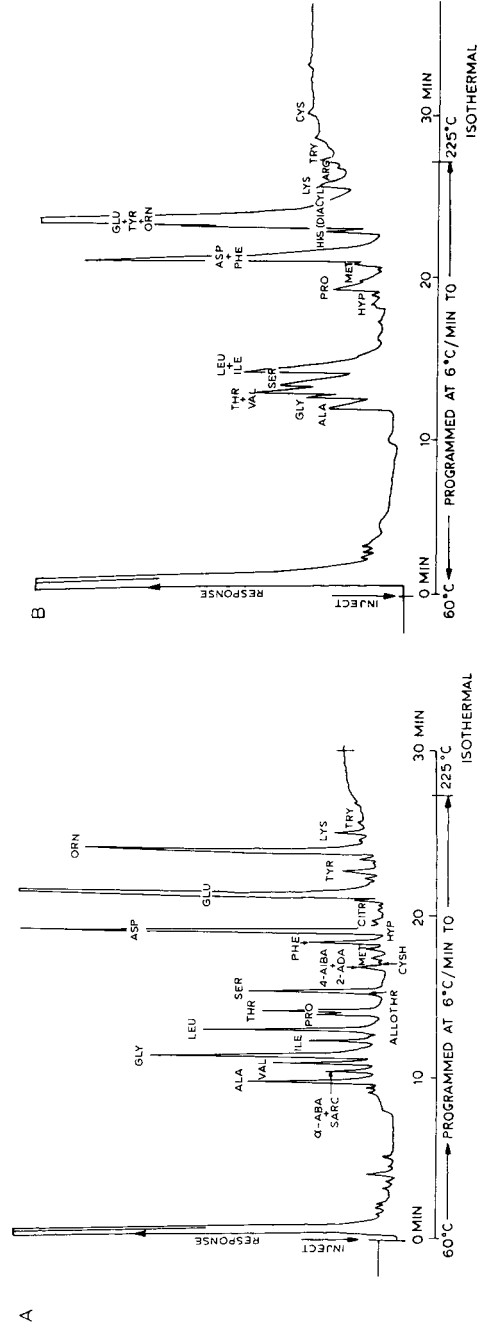 A
RESPONSE
INJECT
ALA
α-ABA
+
SARC
VAL
GLY
ILE
LEU
PRO
THR
ALLOTHR
SER
4-AIBA
+
2-ADA
MET
CYSH
PHE
HYP
ASP
CITR
GLU
TYR
ORN
LYS
TRY
0 MIN
10
20
30 MIN
60°C
PROGRAMMED AT 6°C/MIN TO
225°C
ISOTHERMAL
B
RESPONSE
INJECT
ALA
GLY
THR
+
VAL
SER
LEU
+
ILE
HYP
PRO
MET
ASP
+
PHE
HIS (DIACYL)
GLU
+
TYR
+
ORN
LYS
ARG
TRY
CYS
0 MIN
10
20
30 MIN
60°C
PROGRAMMED AT 6°C/MIN TO
225°C
ISOTHERMAL